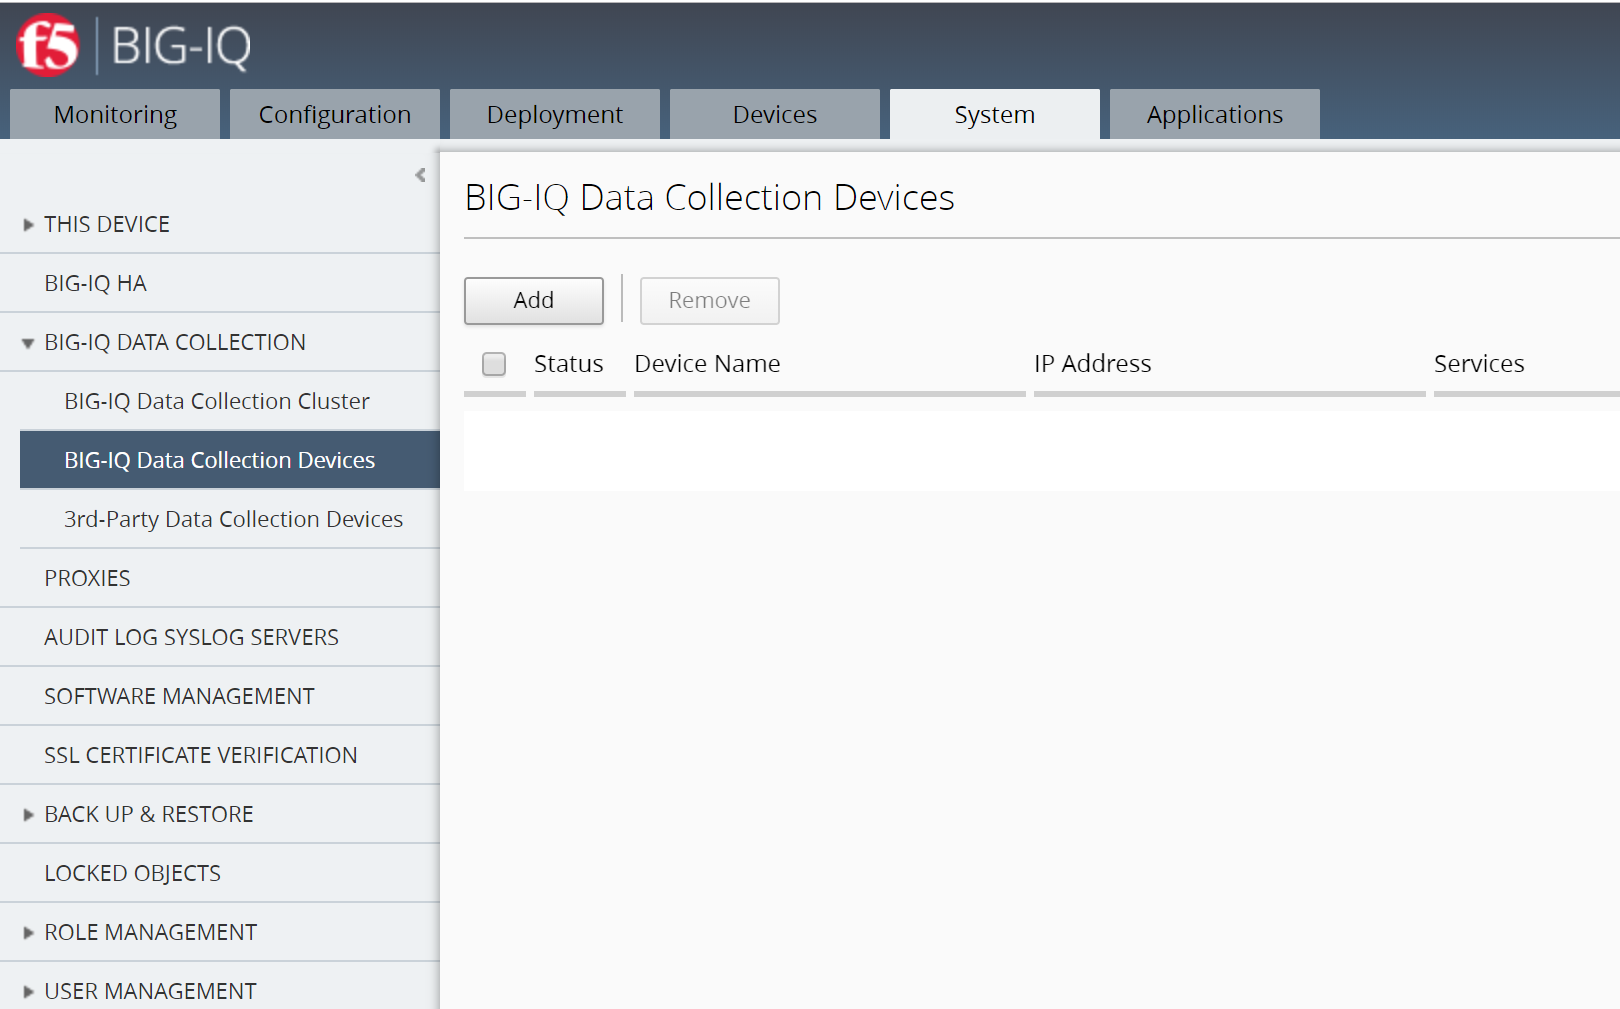 f5 BIG-IQ
Monitoring Configuration Deployment Devices System Applications
THIS DEVICE
BIG-IQ HA
BIG-IQ DATA COLLECTION
BIG-IQ Data Collection Cluster
BIG-IQ Data Collection Devices
3rd-Party Data Collection Devices
PROXIES
AUDIT LOG SYSLOG SERVERS
SOFTWARE MANAGEMENT
SSL CERTIFICATE VERIFICATION
BACK UP & RESTORE
LOCKED OBJECTS
ROLE MANAGEMENT
USER MANAGEMENT
BIG-IQ Data Collection Devices
Add Remove
Status Device Name IP Address Services